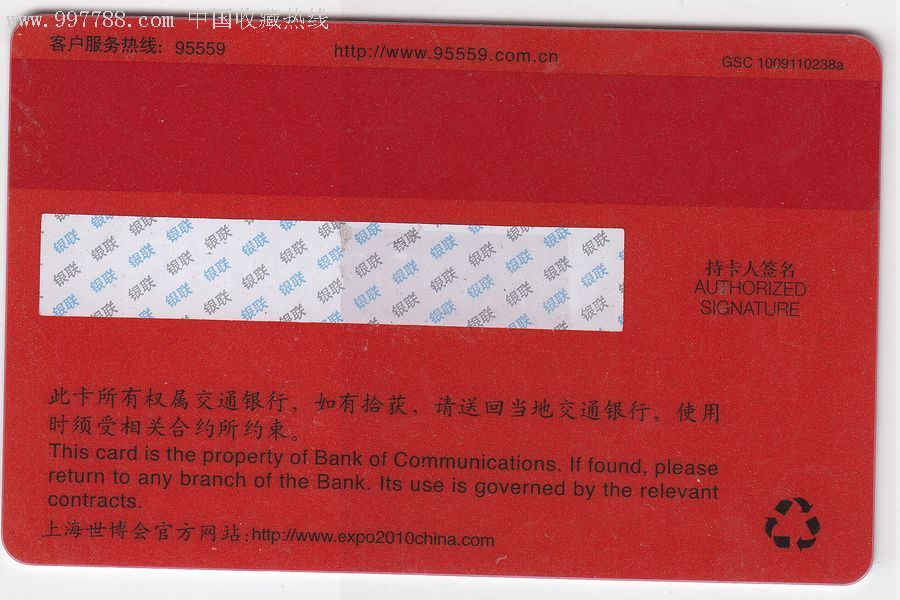 www.997788.com 中国收藏热线
客户服务热线: 95559
http://www.95559.com.cn
GSC 1009110238a
银联
持卡人签名
AUTHORIZED
SIGNATURE
此卡所有权属交通银行，如有拾获，请送回当地交通银行，使用
时须受相关合约所约束。
This card is the property of Bank of Communications. If found, please
return to any branch of the Bank. Its use is governed by the relevant
contracts.
上海世博会官方网站:http://www.expo2010china.com